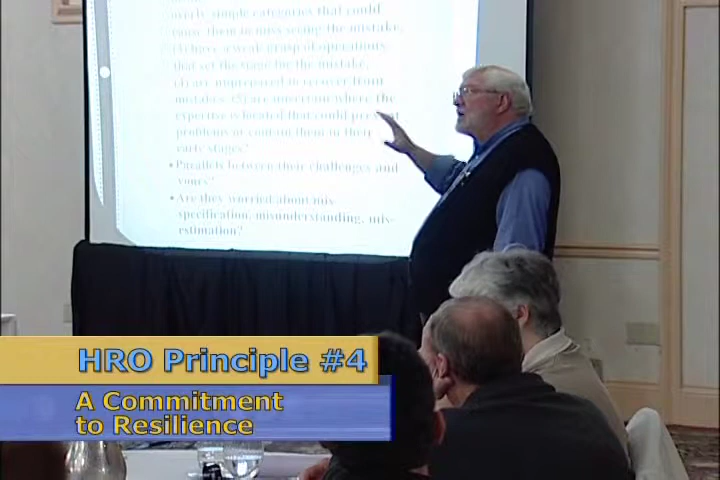 overly simple categories that could
cause them to miss seeing the mistake,
(3) have a weak grasp of operations
that set the stage for the mistake,
(4) are unprepared to recover from
mistakes, (5) are uncertain where the
expertise is located that could prevent
problems or contain them in their
early stages?
• Parallels between their challenges and
yours?
• Are they worried about mis-
specification, misunderstanding, mis-
estimation?
HRO Principle #4
A Commitment
to Resilience